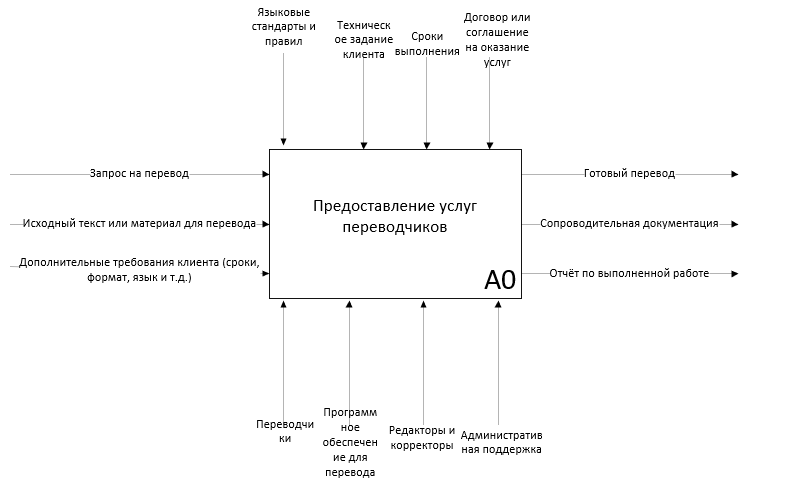 Языковые
стандарты и
правил
Техническ
ое задание
клиента
Сроки
выполнения
Договор или
соглашение
на оказание
услуг
Запрос на перевод
Исходный текст или материал для перевода
Дополнительные требования клиента (сроки,
формат, язык и т.д.)
Предоставление услуг
переводчиков
A0
Готовый перевод
Сопроводительная документация
Отчёт по выполненной работе
Переводчи
ки
Программ
ное
обеспечен
ие для
перевода
Редакторы и
корректоры
Административ
ная поддержка